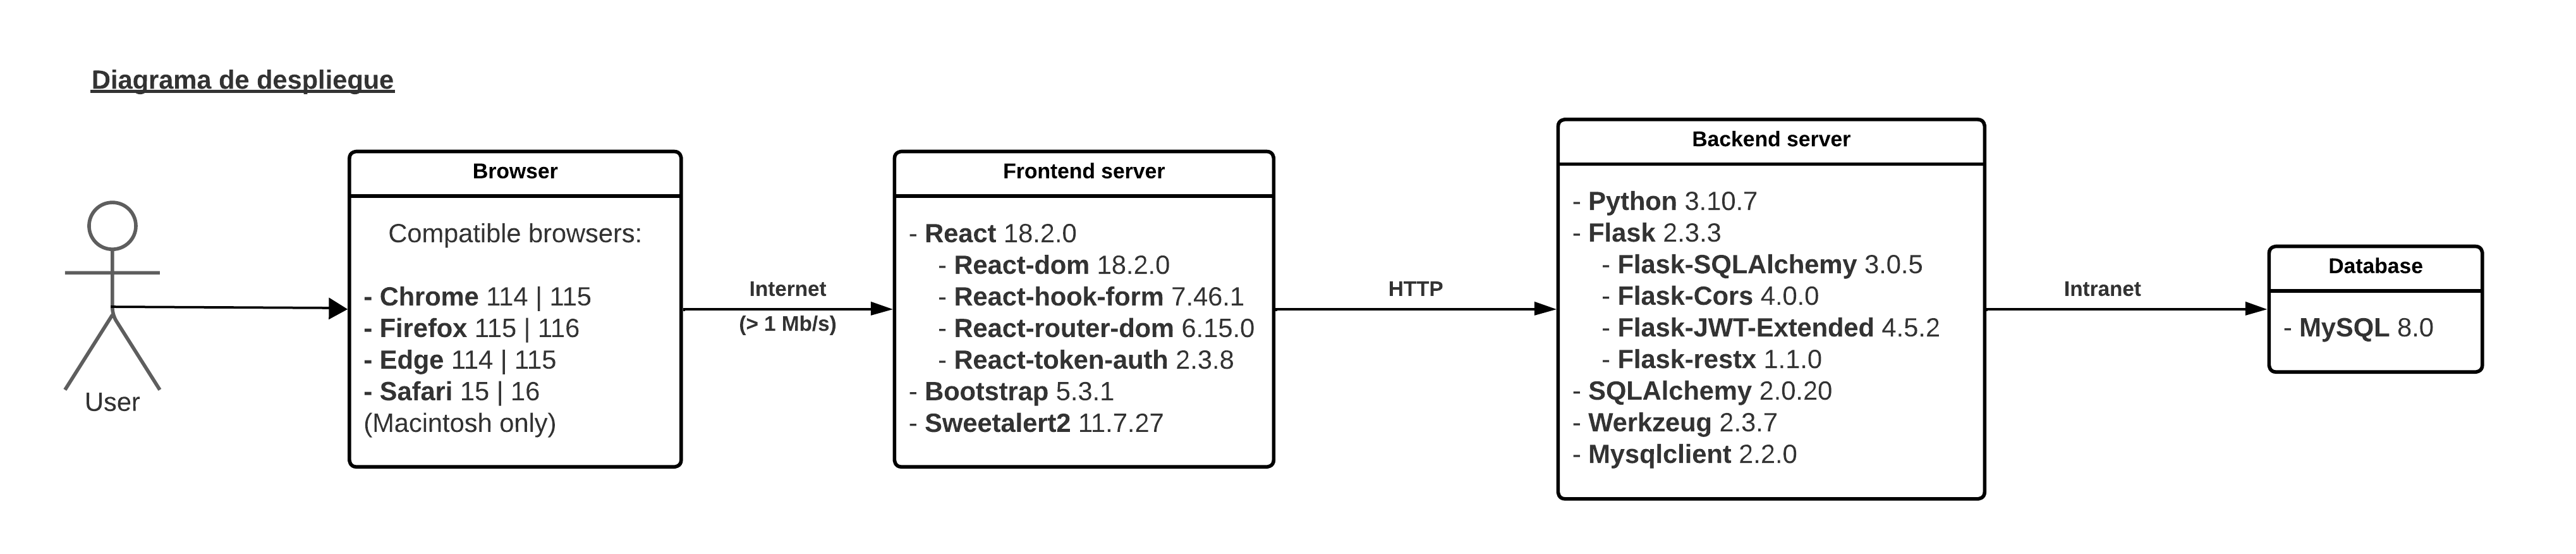 Diagrama de despliegue
User
Browser
Compatible browsers:
- Chrome 114 | 115
- Firefox 115 | 116
- Edge 114 | 115
- Safari 15 | 16
(Macintosh only)
Internet
(> 1 Mb/s)
Frontend server
- React 18.2.0
- React-dom 18.2.0
- React-hook-form 7.46.1
- React-router-dom 6.15.0
- React-token-auth 2.3.8
- Bootstrap 5.3.1
- Sweetalert2 11.7.27
HTTP
Backend server
- Python 3.10.7
- Flask 2.3.3
- Flask-SQLAlchemy 3.0.5
- Flask-Cors 4.0.0
- Flask-JWT-Extended 4.5.2
- Flask-restx 1.1.0
- SQLAlchemy 2.0.20
- Werkzeug 2.3.7
- Mysqlclient 2.2.0
Intranet
Database
- MySQL 8.0